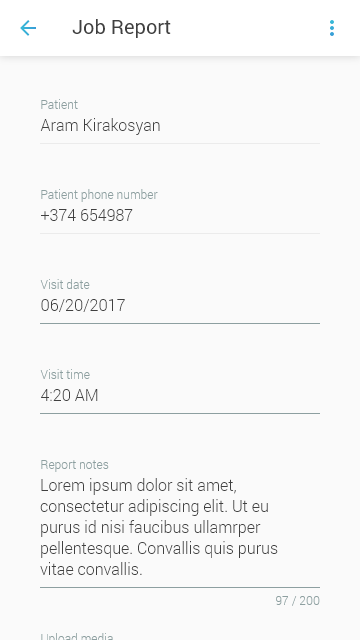 Job Report
Patient
Aram Kirakosyan
Patient phone number
+374 654987
Visit date
06/20/2017
Visit time
4:20 AM
Report notes
Lorem ipsum dolor sit amet,
consectetur adipiscing elit. Ut eu
purus id nisi faucibus ullamrper
pellentesque. Convallis quis purus
vitae convallis.
97 / 200
Upload media